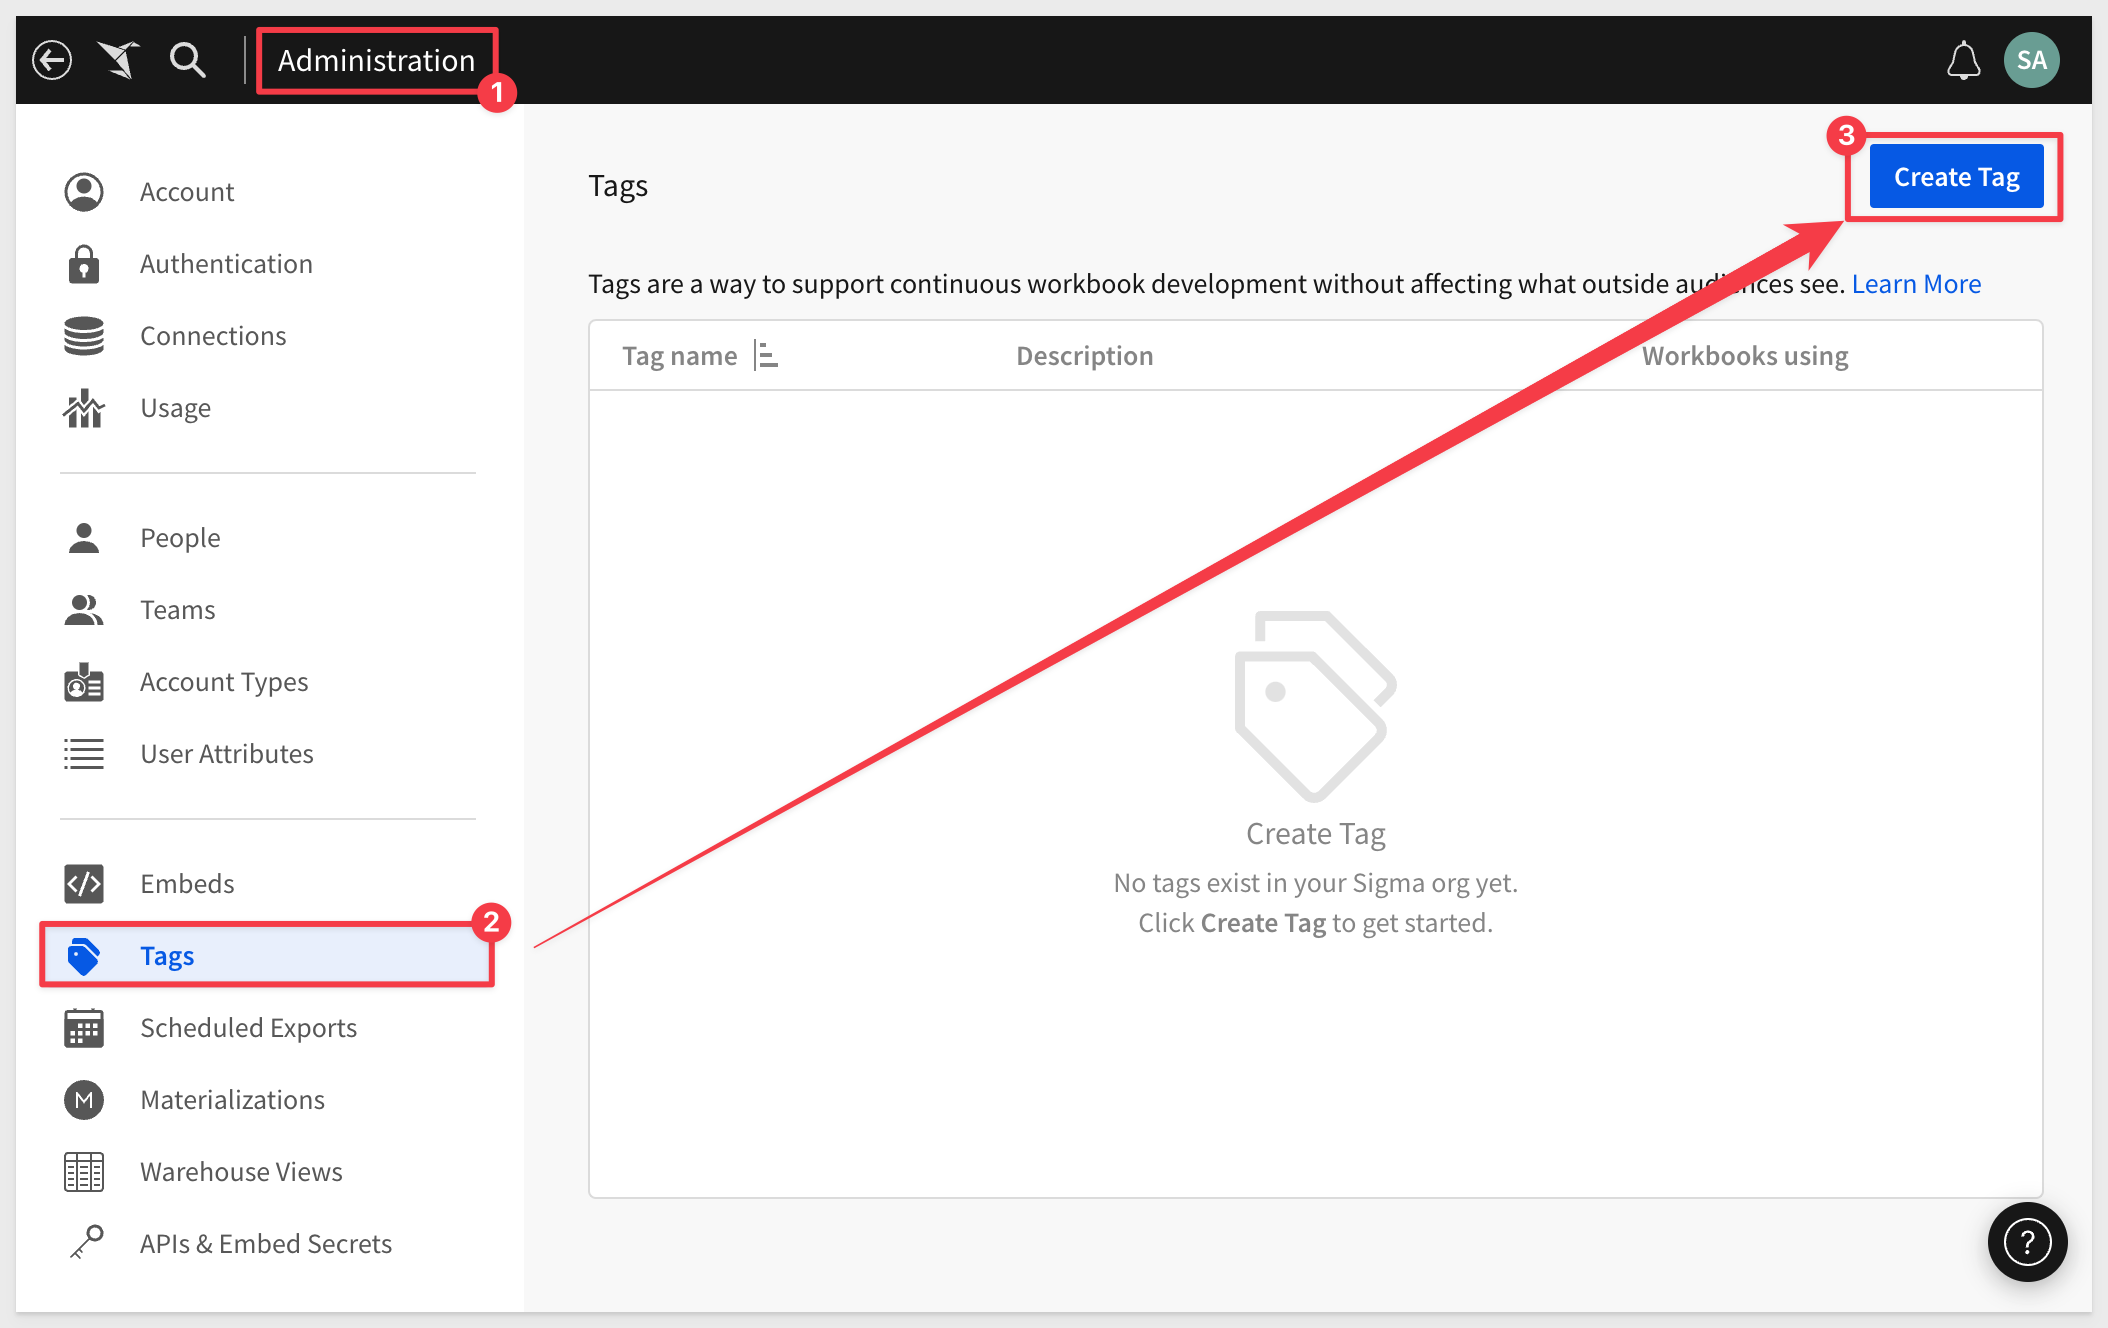 Administration
1
SA
Account
Authentication
Connections
Usage
People
Teams
Account Types
User Attributes
Embeds
Tags
2
Scheduled Exports
M
Materializations
Warehouse Views
APIs & Embed Secrets
Tags
3
Create Tag
Tags are a way to support continuous workbook development without affecting what outside audiences see. Learn More
Tag name
Description
Workbooks using
Create Tag
No tags exist in your Sigma org yet.
Click Create Tag to get started.
?